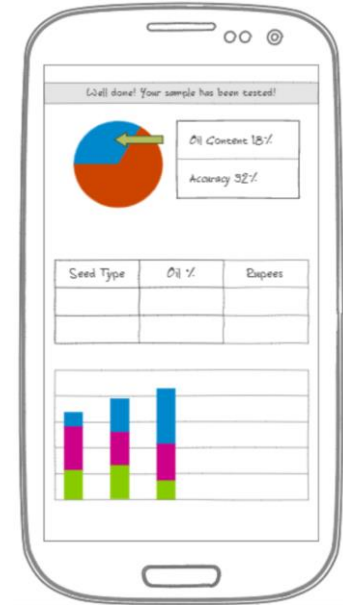 Well done! Your sample has been tested!
Oil Content 18%
Accuracy 92%
Seed Type Oil % Rupees